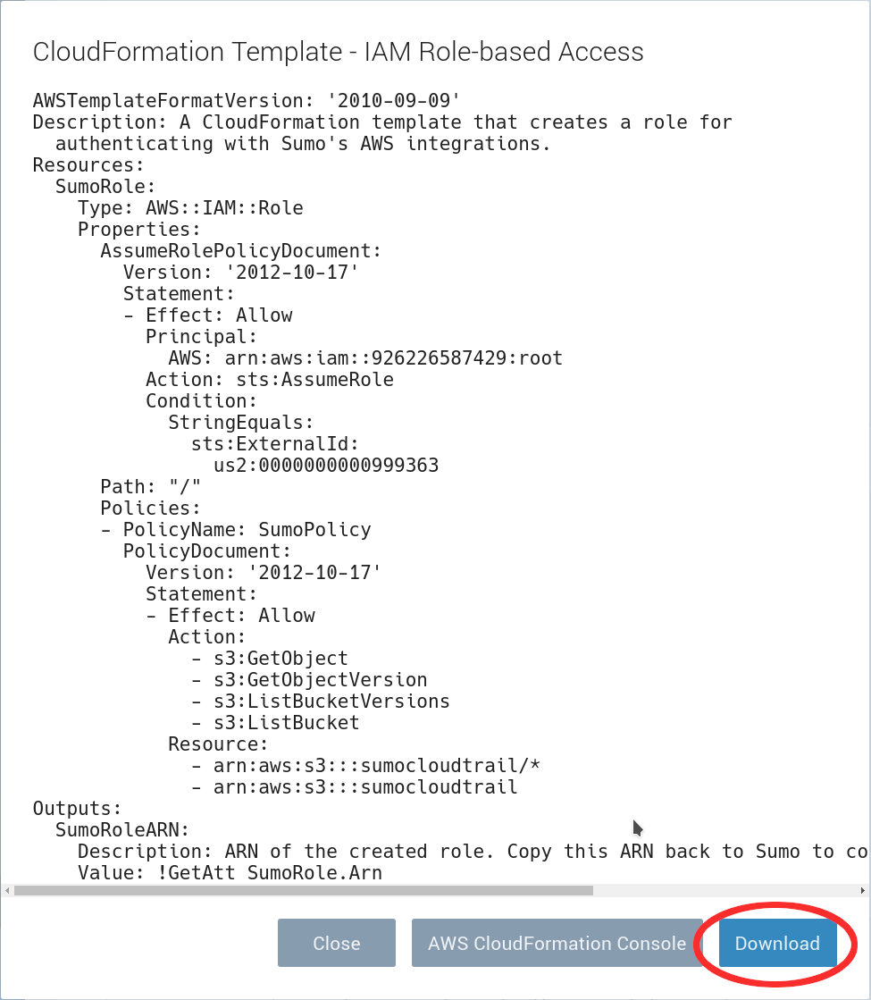 CloudFormation Template - IAM Role-based Access
AWSTemplateFormatVersion: '2010-09-09'
Description: A CloudFormation template that creates a role for
  authenticating with Sumo's AWS integrations.
Resources:
  SumoRole:
    Type: AWS::IAM::Role
    Properties:
      AssumeRolePolicyDocument:
        Version: '2012-10-17'
        Statement:
        - Effect: Allow
          Principal:
            AWS: arn:aws:iam::926226587429:root
          Action: sts:AssumeRole
          Condition:
            StringEquals:
              sts:ExternalId:
                us2:0000000000999363
      Path: "/"
      Policies:
      - PolicyName: SumoPolicy
        PolicyDocument:
          Version: '2012-10-17'
          Statement:
          - Effect: Allow
            Action:
              - s3:GetObject
              - s3:GetObjectVersion
              - s3:ListBucketVersions
              - s3:ListBucket
            Resource:
              - arn:aws:s3:::sumocloudtrail/*
              - arn:aws:s3:::sumocloudtrail
Outputs:
  SumoRoleARN:
    Description: ARN of the created role. Copy this ARN back to Sumo to co
    Value: !GetAtt SumoRole.Arn
Close AWS CloudFormation Console Download